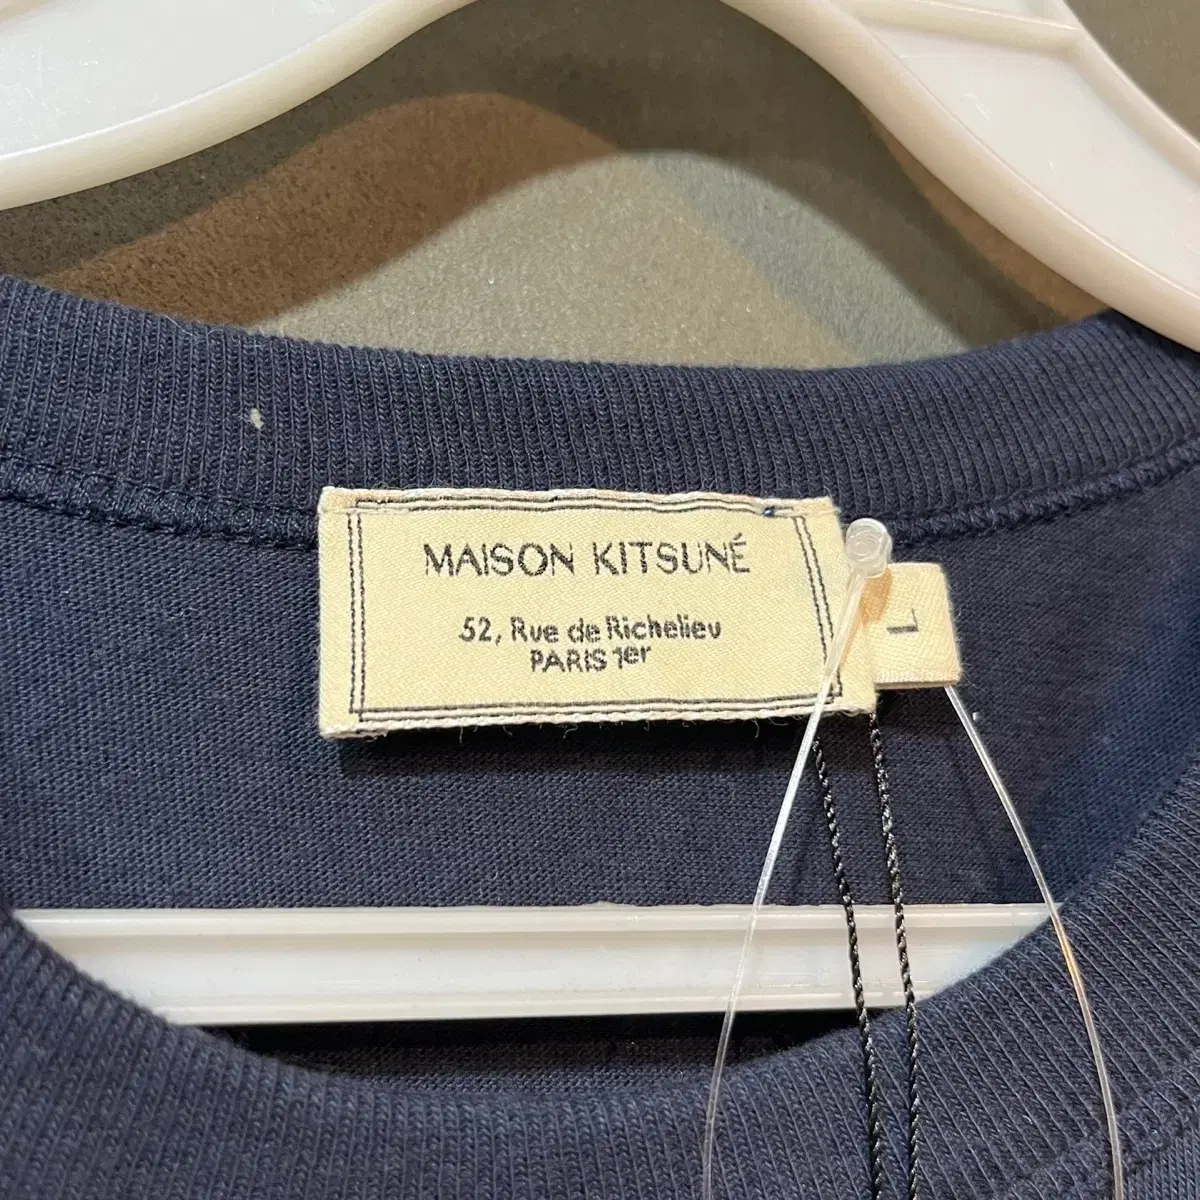 MAISON KITSUNÉ
52, Rue de Richelieu
PARIS 1er
L